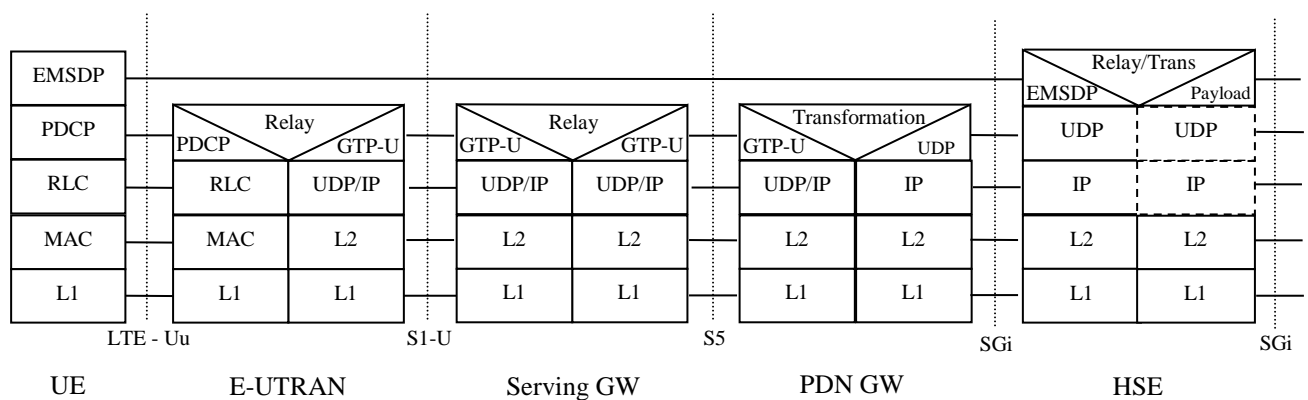 EMSDP
PDCP
RLC
MAC
L1
Relay
PDCP
GTP-U
RLC
UDP/IP
MAC
L2
L1
L1
Relay
GTP-U
GTP-U
UDP/IP
UDP/IP
L2
L2
L1
L1
Transformation
GTP-U
UDP
UDP/IP
IP
L2
L2
L1
L1
Relay/Trans
EMSDP
Payload
UDP
UDP
IP
IP
L2
L2
L1
L1
LTE - Uu
S1-U
S5
SGi
SGi
UE
E-UTRAN
Serving GW
PDN GW
HSE